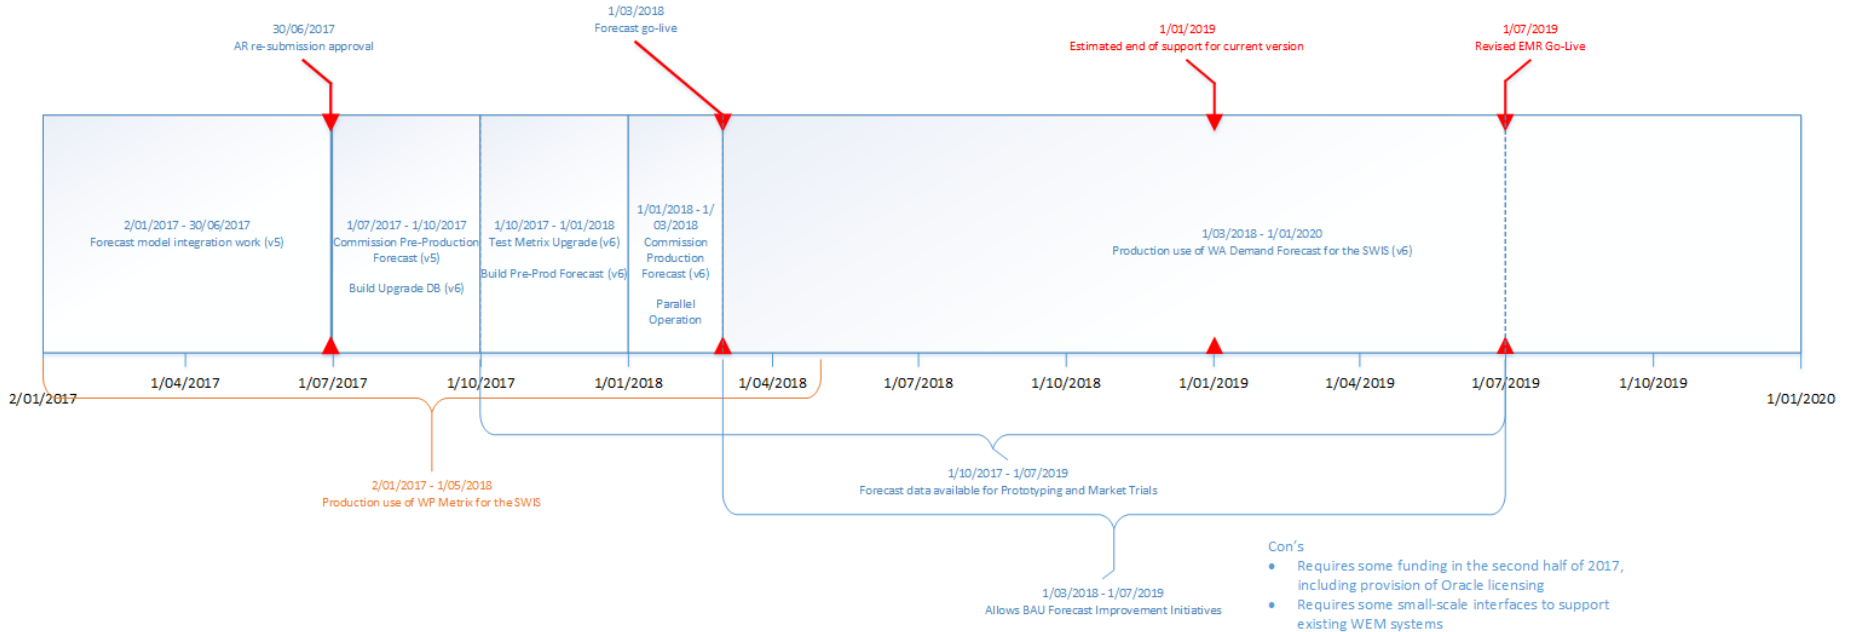 30/06/2017
AR re-submission approval
1/03/2018
Forecast go-live
1/01/2019
Estimated end of support for current version
1/07/2019
Revised EMR Go-Live
2/01/2017 - 30/06/2017
Forecast model integration work (v5)
1/07/2017 - 1/10/2017
Commission Pre-Production
Forecast (v5)
Build Upgrade DB (v6)
1/10/2017 - 1/01/2018
Test Metrix Upgrade (v6)
Build Pre-Prod Forecast (v6)
1/01/2018 - 1/
03/2018
Commission
Production
Forecast (v6)
Parallel
Operation
1/03/2018 - 1/01/2020
Production use of WA Demand Forecast for the SWIS (v6)
2/01/2017
1/04/2017
1/07/2017
1/10/2017
1/01/2018
1/04/2018
1/07/2018
1/10/2018
1/01/2019
1/04/2019
1/07/2019
1/10/2019
1/01/2020
2/01/2017 - 1/05/2018
Production use of WP Metrix for the SWIS
1/10/2017 - 1/07/2019
Forecast data available for Prototyping and Market Trials
1/03/2018 - 1/07/2019
Allows BAU Forecast Improvement Initiatives
Con's
• Requires some funding in the second half of 2017,
including provision of Oracle licensing
• Requires some small-scale interfaces to support
existing WEM systems